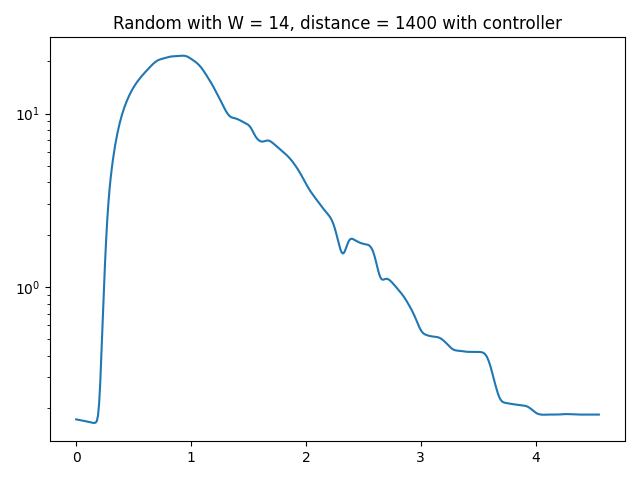 Random with W = 14, distance = 1400 with controller
10¹
10⁰
0 1 2 3 4